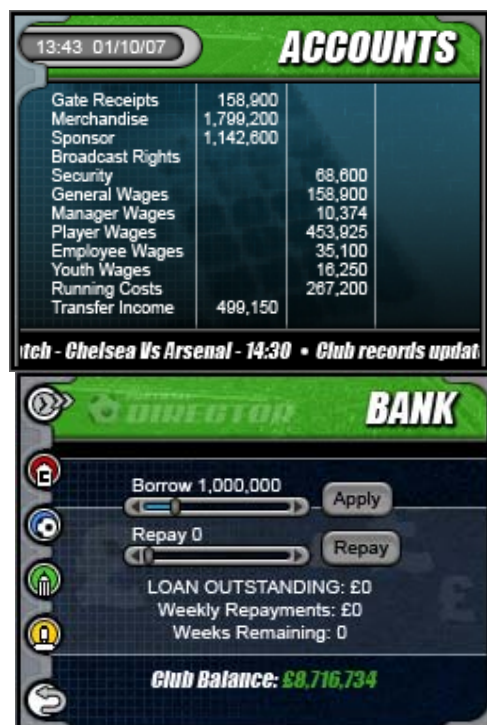 13:43 01/10/07
ACCOUNTS
Gate Receipts 158,900
Merchandise 1,799,200
Sponsor 1,142,600
Broadcast Rights
Security 68,600
General Wages 158,900
Manager Wages 10,374
Player Wages 453,925
Employee Wages 35,100
Youth Wages 16,250
Running Costs 267,200
Transfer Income 499,150
tch - Chelsea Vs Arsenal - 14:30 • Club records updat
DIRECTOR
BANK
Borrow 1,000,000
Apply
Repay 0
Repay
LOAN OUTSTANDING: £0
Weekly Repayments: £0
Weeks Remaining: 0
Club Balance: £8,716,734